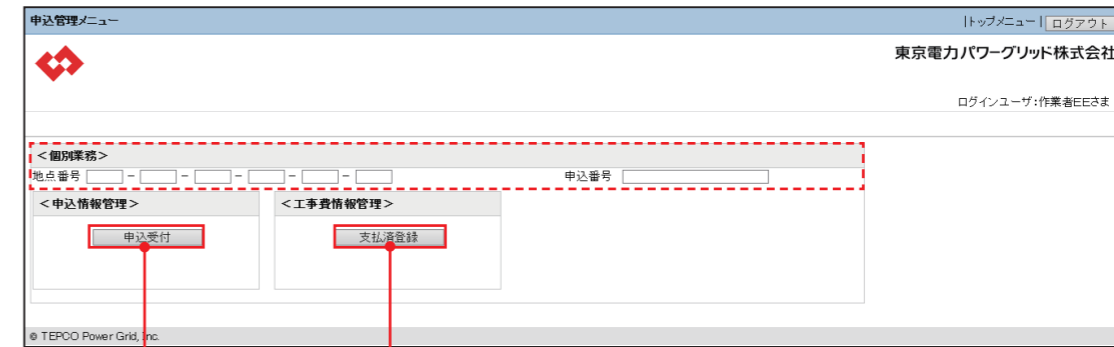 申込管理メニュー |トップメニュー| ログアウト
東京電力パワーグリッド株式会社
ログインユーザ:作業者EEさま
＜個別業務＞
地点番号 － － － － － 申込番号
＜申込情報管理＞ ＜工事費情報管理＞
申込受付 支払済登録
© TEPCO Power Grid, Inc.